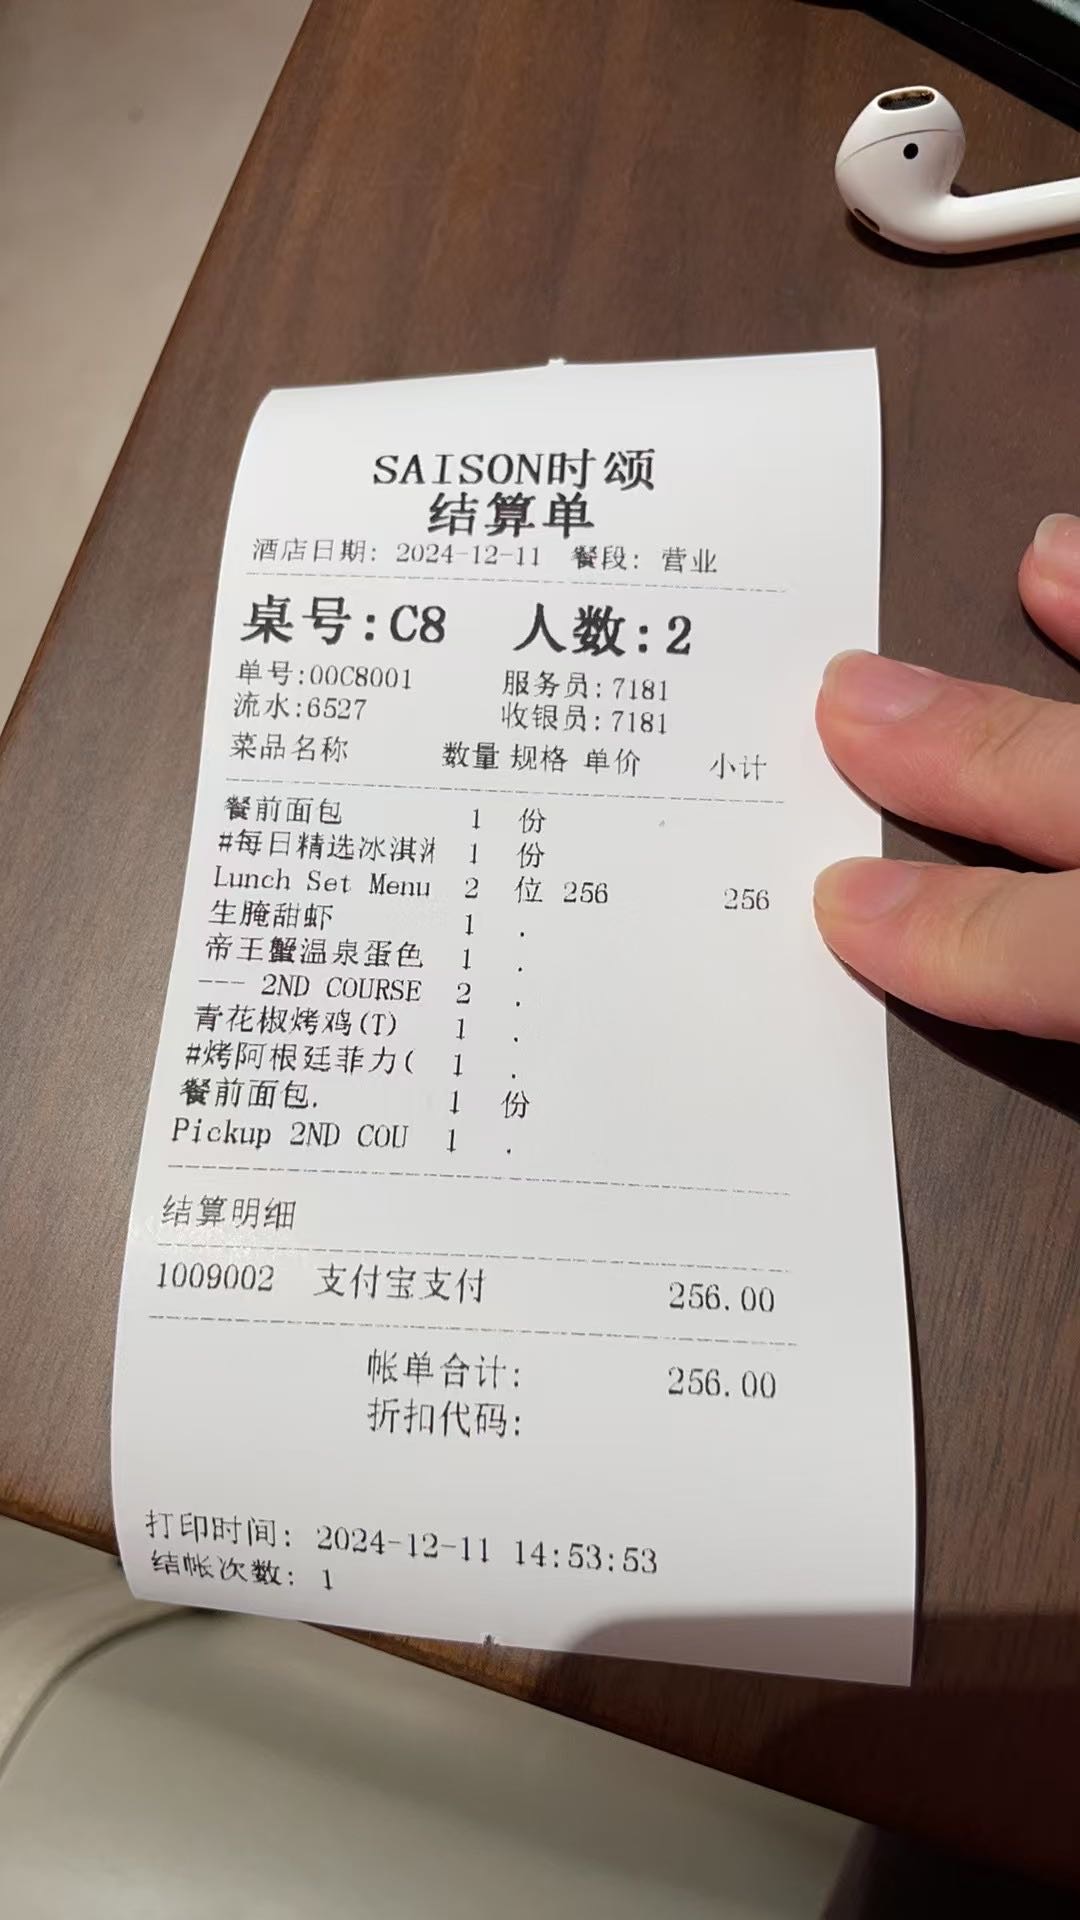 SAISON时颂
结算单
酒店日期: 2024-12-11 餐段: 营业
桌号:C8 人数:2
单号:00C8001 服务员:7181
流水:6527 收银员:7181
菜品名称 数量 规格 单价 小计
餐前面包 1 份
#每日精选冰淇淋 1 份
Lunch Set Menu 2 位 256 256
生腌甜虾 1 .
帝王蟹温泉蛋色 1 .
--- 2ND COURSE 2 .
青花椒烤鸡(T) 1 .
#烤阿根廷菲力( 1 .
餐前面包. 1 份
Pickup 2ND COU 1 .
结算明细
1009002 支付宝支付 256.00
帐单合计: 256.00
折扣代码:
打印时间: 2024-12-11 14:53:53
结帐次数: 1